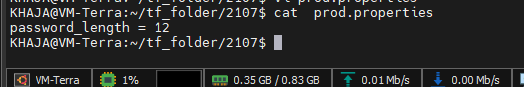 KHAJA@VM-Terra:~/tf_folder/2107$ cat  prod.properties
password_length = 12
KHAJA@VM-Terra:~/tf_folder/2107$
VM-Terra 1% 0.35 GB / 0.83 GB 0.01 Mb/s 0.00 Mb/s